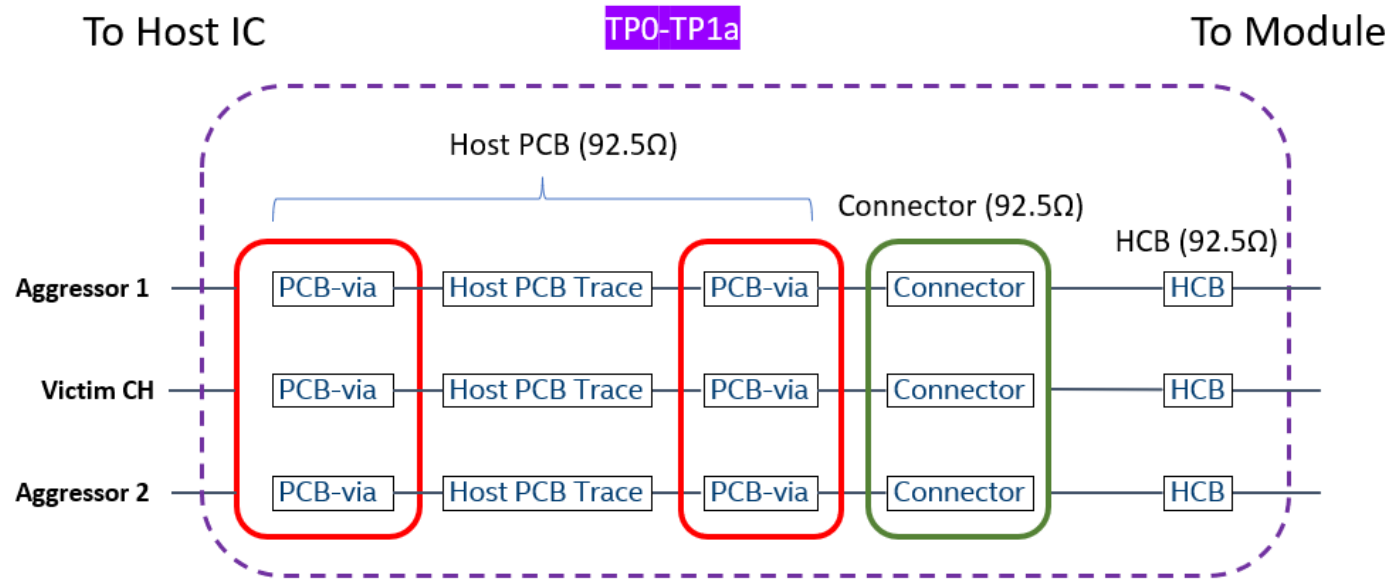 To Host IC
TP0-TP1a
To Module
Host PCB (92.5Ω)
Connector (92.5Ω)
HCB (92.5Ω)
Aggressor 1
PCB-via
Host PCB Trace
PCB-via
Connector
HCB
Victim CH
PCB-via
Host PCB Trace
PCB-via
Connector
HCB
Aggressor 2
PCB-via
Host PCB Trace
PCB-via
Connector
HCB